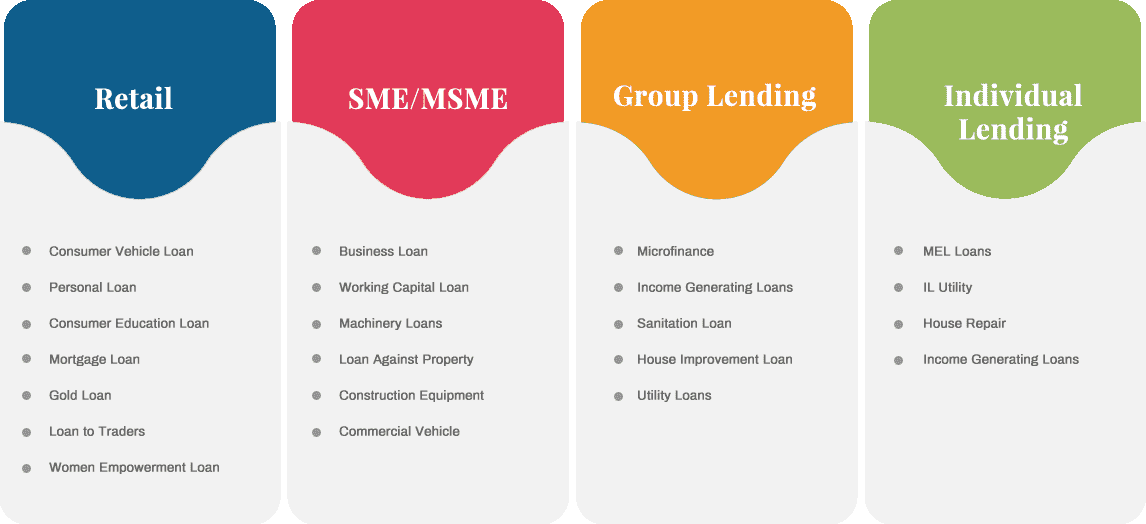 Retail
Consumer Vehicle Loan
Personal Loan
Consumer Education Loan
Mortgage Loan
Gold Loan
Loan to Traders
Women Empowerment Loan
SME/MSME
Business Loan
Working Capital Loan
Machinery Loans
Loan Against Property
Construction Equipment
Commercial Vehicle
Group Lending
Microfinance
Income Generating Loans
Sanitation Loan
House Improvement Loan
Utility Loans
Individual
Lending
MEL Loans
IL Utility
House Repair
Income Generating Loans